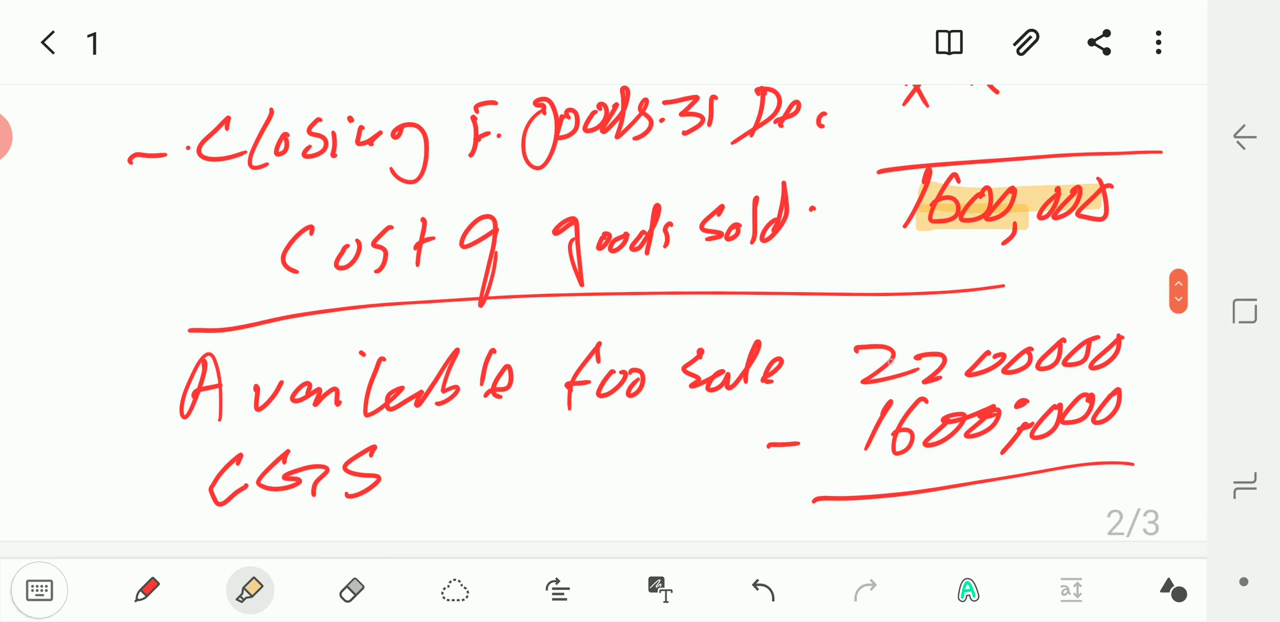 1
- Closing F. goods. 31 Dec
Cost of goods sold. 1600,000
Available for sale 2200000
CGS - 1600,000
2/3